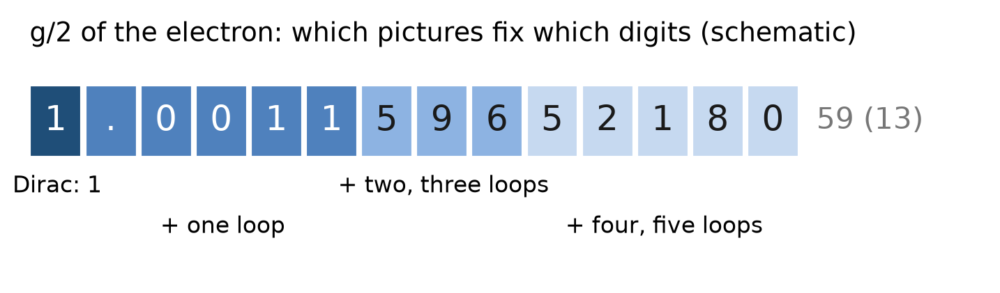 g/2 of the electron: which pictures fix which digits (schematic)
1 . 0 0 1 1 5 9 6 5 2 1 8 0 59 (13)
Dirac: 1 + two, three loops
+ one loop + four, five loops